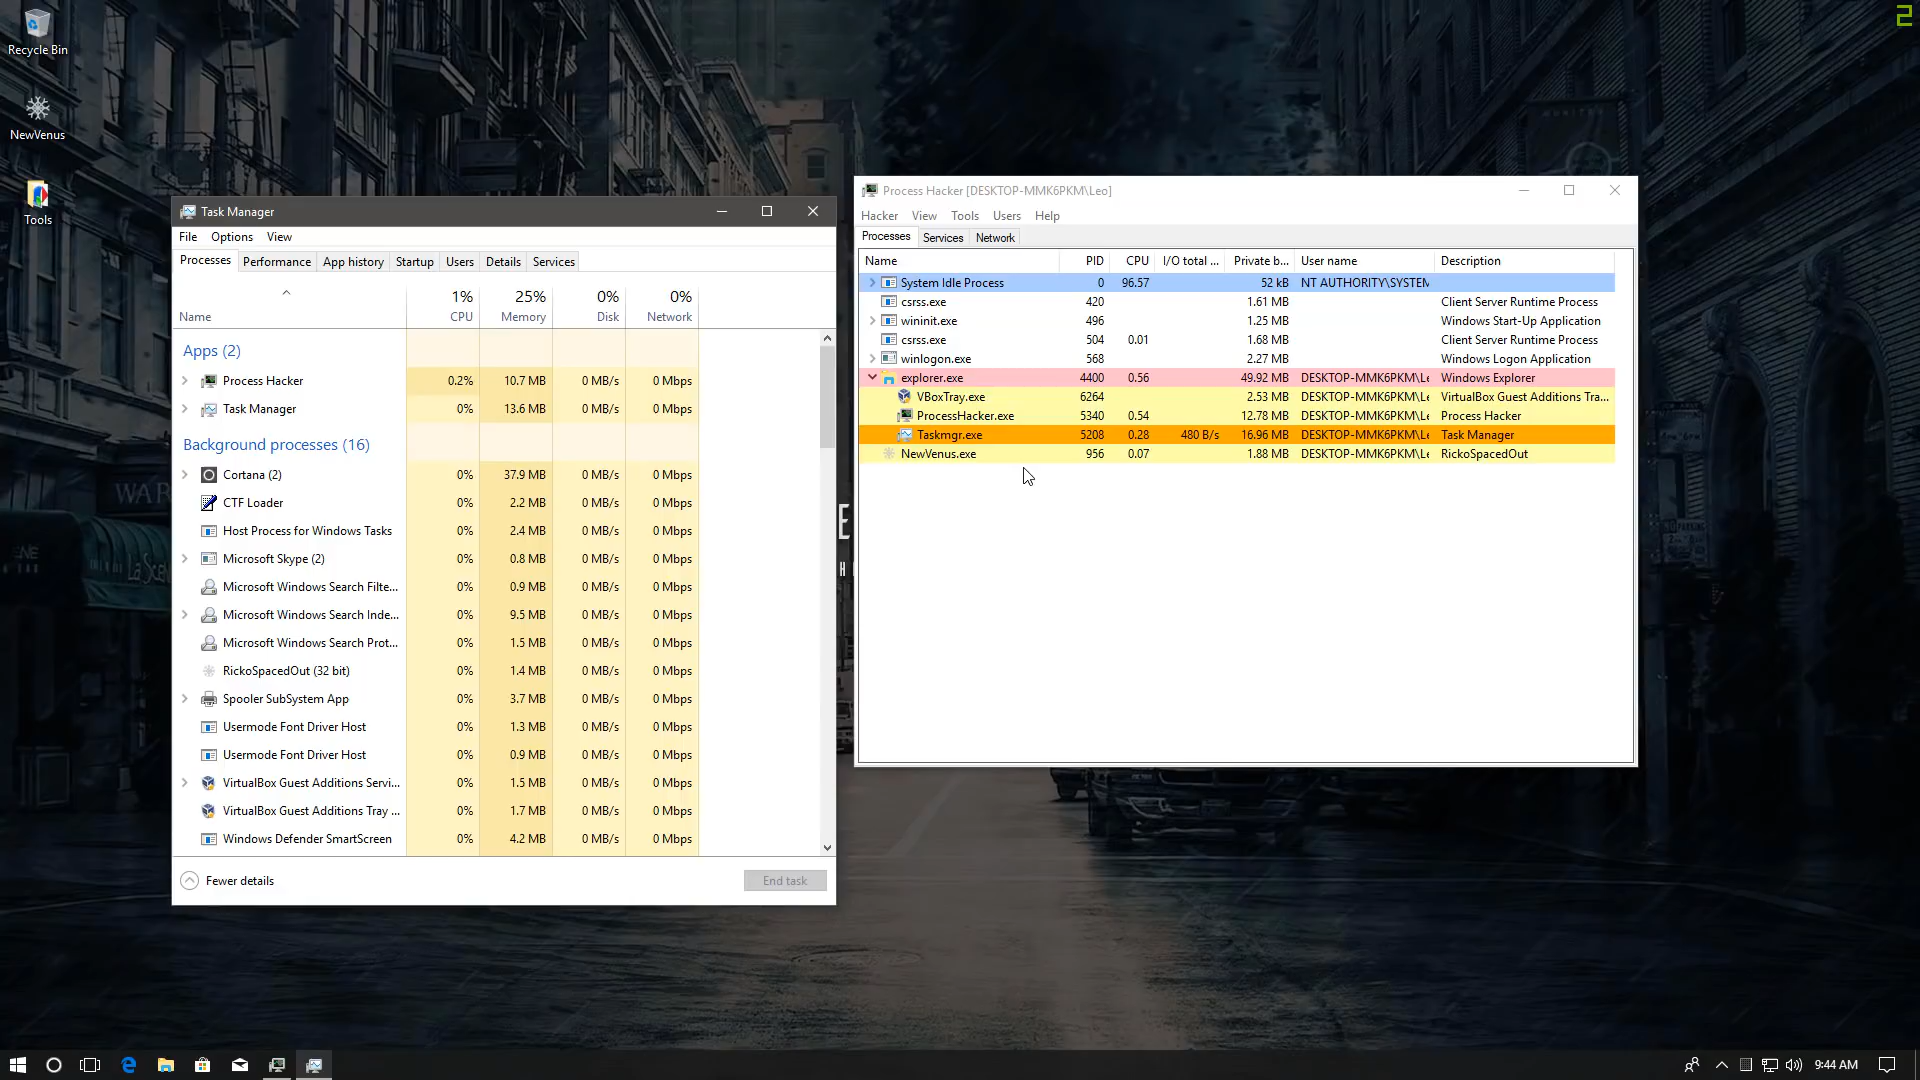 2
Recycle Bin
NewVenus
Tools
Task Manager
File Options View
Processes Performance App history Startup Users Details Services
1% 25% 0% 0%
Name CPU Memory Disk Network
Apps (2)
Process Hacker 0.2% 10.7 MB 0 MB/s 0 Mbps
Task Manager 0% 13.6 MB 0 MB/s 0 Mbps
Background processes (16)
Cortana (2) 0% 37.9 MB 0 MB/s 0 Mbps
CTF Loader 0% 2.2 MB 0 MB/s 0 Mbps
Host Process for Windows Tasks 0% 2.4 MB 0 MB/s 0 Mbps
Microsoft Skype (2) 0% 0.8 MB 0 MB/s 0 Mbps
Microsoft Windows Search Filte... 0% 0.9 MB 0 MB/s 0 Mbps
Microsoft Windows Search Inde... 0% 9.5 MB 0 MB/s 0 Mbps
Microsoft Windows Search Prot... 0% 1.5 MB 0 MB/s 0 Mbps
RickoSpacedOut (32 bit) 0% 1.4 MB 0 MB/s 0 Mbps
Spooler SubSystem App 0% 3.7 MB 0 MB/s 0 Mbps
Usermode Font Driver Host 0% 1.3 MB 0 MB/s 0 Mbps
Usermode Font Driver Host 0% 0.9 MB 0 MB/s 0 Mbps
VirtualBox Guest Additions Servi... 0% 1.5 MB 0 MB/s 0 Mbps
VirtualBox Guest Additions Tray ... 0% 1.7 MB 0 MB/s 0 Mbps
Windows Defender SmartScreen 0% 4.2 MB 0 MB/s 0 Mbps
Fewer details End task
Process Hacker [DESKTOP-MMK6PKM\Leo]
Hacker View Tools Users Help
Processes Services Network
Name PID CPU I/O total ... Private b... User name Description
System Idle Process 0 96.57 52 kB NT AUTHORITY\SYSTEM
csrss.exe 420 1.61 MB Client Server Runtime Process
wininit.exe 496 1.25 MB Windows Start-Up Application
csrss.exe 504 0.01 1.68 MB Client Server Runtime Process
winlogon.exe 568 2.27 MB Windows Logon Application
explorer.exe 4400 0.56 49.92 MB DESKTOP-MMK6PKM\Le Windows Explorer
VBoxTray.exe 6264 2.53 MB DESKTOP-MMK6PKM\Le VirtualBox Guest Additions Tra...
ProcessHacker.exe 5340 0.54 12.78 MB DESKTOP-MMK6PKM\Le Process Hacker
Taskmgr.exe 5208 0.28 480 B/s 16.96 MB DESKTOP-MMK6PKM\Le Task Manager
NewVenus.exe 956 0.07 1.88 MB DESKTOP-MMK6PKM\Le RickoSpacedOut
WAR
E
H
9:44 AM